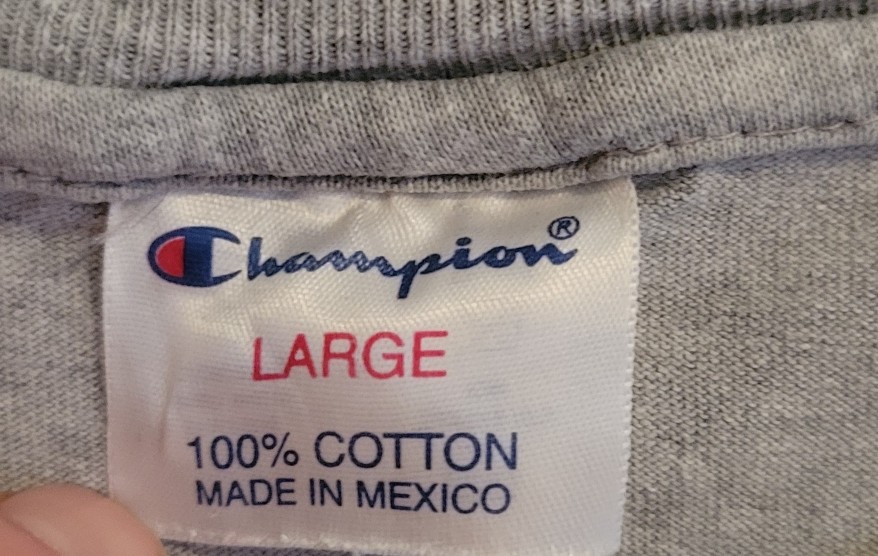 Champion®
LARGE
100% COTTON
MADE IN MEXICO